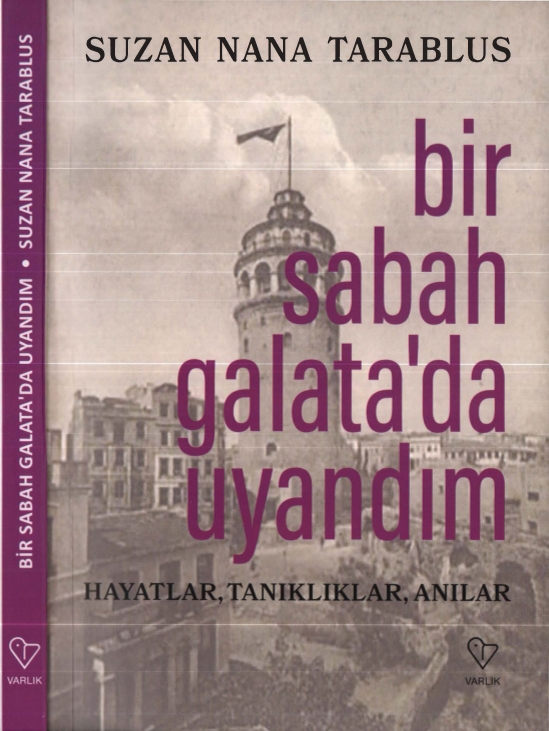 BİR SABAH GALATA'DA UYANDIM • SUZAN NANA TARABLUS
VARLIK
SUZAN NANA TARABLUS
bir
sabah
galata'da
uyandım
HAYATLAR, TANIKLIKLAR, ANILAR
VARLIK